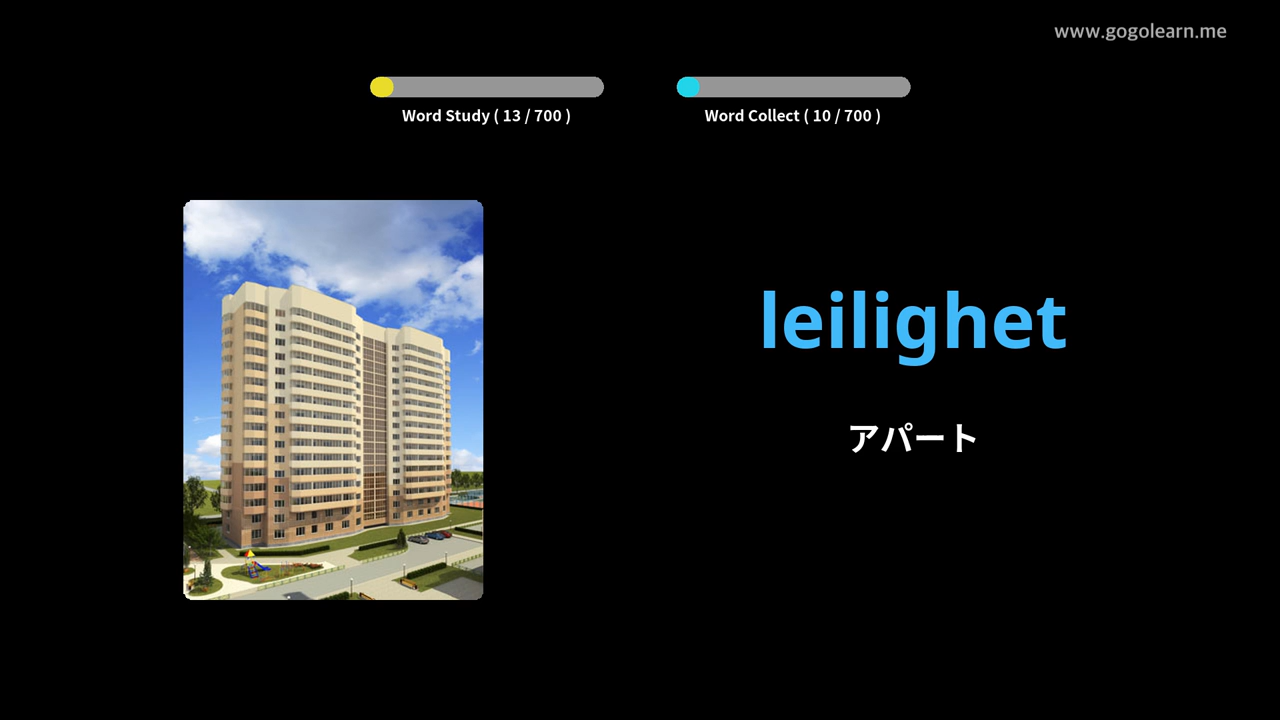 www.gogolearn.me
Word Study ( 13 / 700 )
Word Collect ( 10 / 700 )
leilighet
アパート